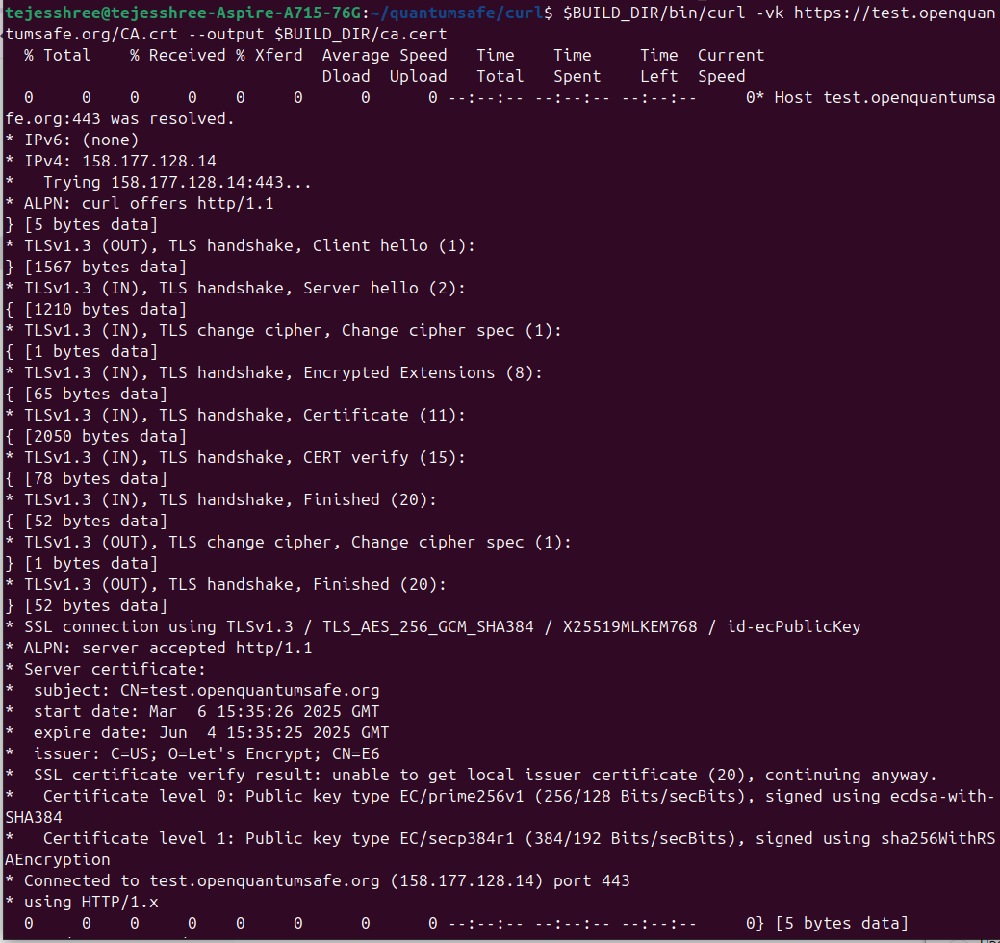 tejesshree@tejesshree-Aspire-A715-76G:~/quantumsafe/curl$ $BUILD_DIR/bin/curl -vk https://test.openquan
tumsafe.org/CA.crt --output $BUILD_DIR/ca.cert
  % Total    % Received % Xferd  Average Speed   Time    Time     Time  Current
                                 Dload  Upload   Total   Spent    Left  Speed
  0     0    0     0    0     0      0      0 --:--:-- --:--:-- --:--:--     0* Host test.openquantumsa
fe.org:443 was resolved.
* IPv6: (none)
* IPv4: 158.177.128.14
*   Trying 158.177.128.14:443...
* ALPN: curl offers http/1.1
} [5 bytes data]
* TLSv1.3 (OUT), TLS handshake, Client hello (1):
} [1567 bytes data]
* TLSv1.3 (IN), TLS handshake, Server hello (2):
{ [1210 bytes data]
* TLSv1.3 (IN), TLS change cipher, Change cipher spec (1):
{ [1 bytes data]
* TLSv1.3 (IN), TLS handshake, Encrypted Extensions (8):
{ [65 bytes data]
* TLSv1.3 (IN), TLS handshake, Certificate (11):
{ [2050 bytes data]
* TLSv1.3 (IN), TLS handshake, CERT verify (15):
{ [78 bytes data]
* TLSv1.3 (IN), TLS handshake, Finished (20):
{ [52 bytes data]
* TLSv1.3 (OUT), TLS change cipher, Change cipher spec (1):
} [1 bytes data]
* TLSv1.3 (OUT), TLS handshake, Finished (20):
} [52 bytes data]
* SSL connection using TLSv1.3 / TLS_AES_256_GCM_SHA384 / X25519MLKEM768 / id-ecPublicKey
* ALPN: server accepted http/1.1
* Server certificate:
*  subject: CN=test.openquantumsafe.org
*  start date: Mar  6 15:35:26 2025 GMT
*  expire date: Jun  4 15:35:25 2025 GMT
*  issuer: C=US; O=Let's Encrypt; CN=E6
*  SSL certificate verify result: unable to get local issuer certificate (20), continuing anyway.
*   Certificate level 0: Public key type EC/prime256v1 (256/128 Bits/secBits), signed using ecdsa-with-
SHA384
*   Certificate level 1: Public key type EC/secp384r1 (384/192 Bits/secBits), signed using sha256WithRS
AEncryption
* Connected to test.openquantumsafe.org (158.177.128.14) port 443
* using HTTP/1.x
  0     0    0     0    0     0      0      0 --:--:-- --:--:-- --:--:--     0} [5 bytes data]